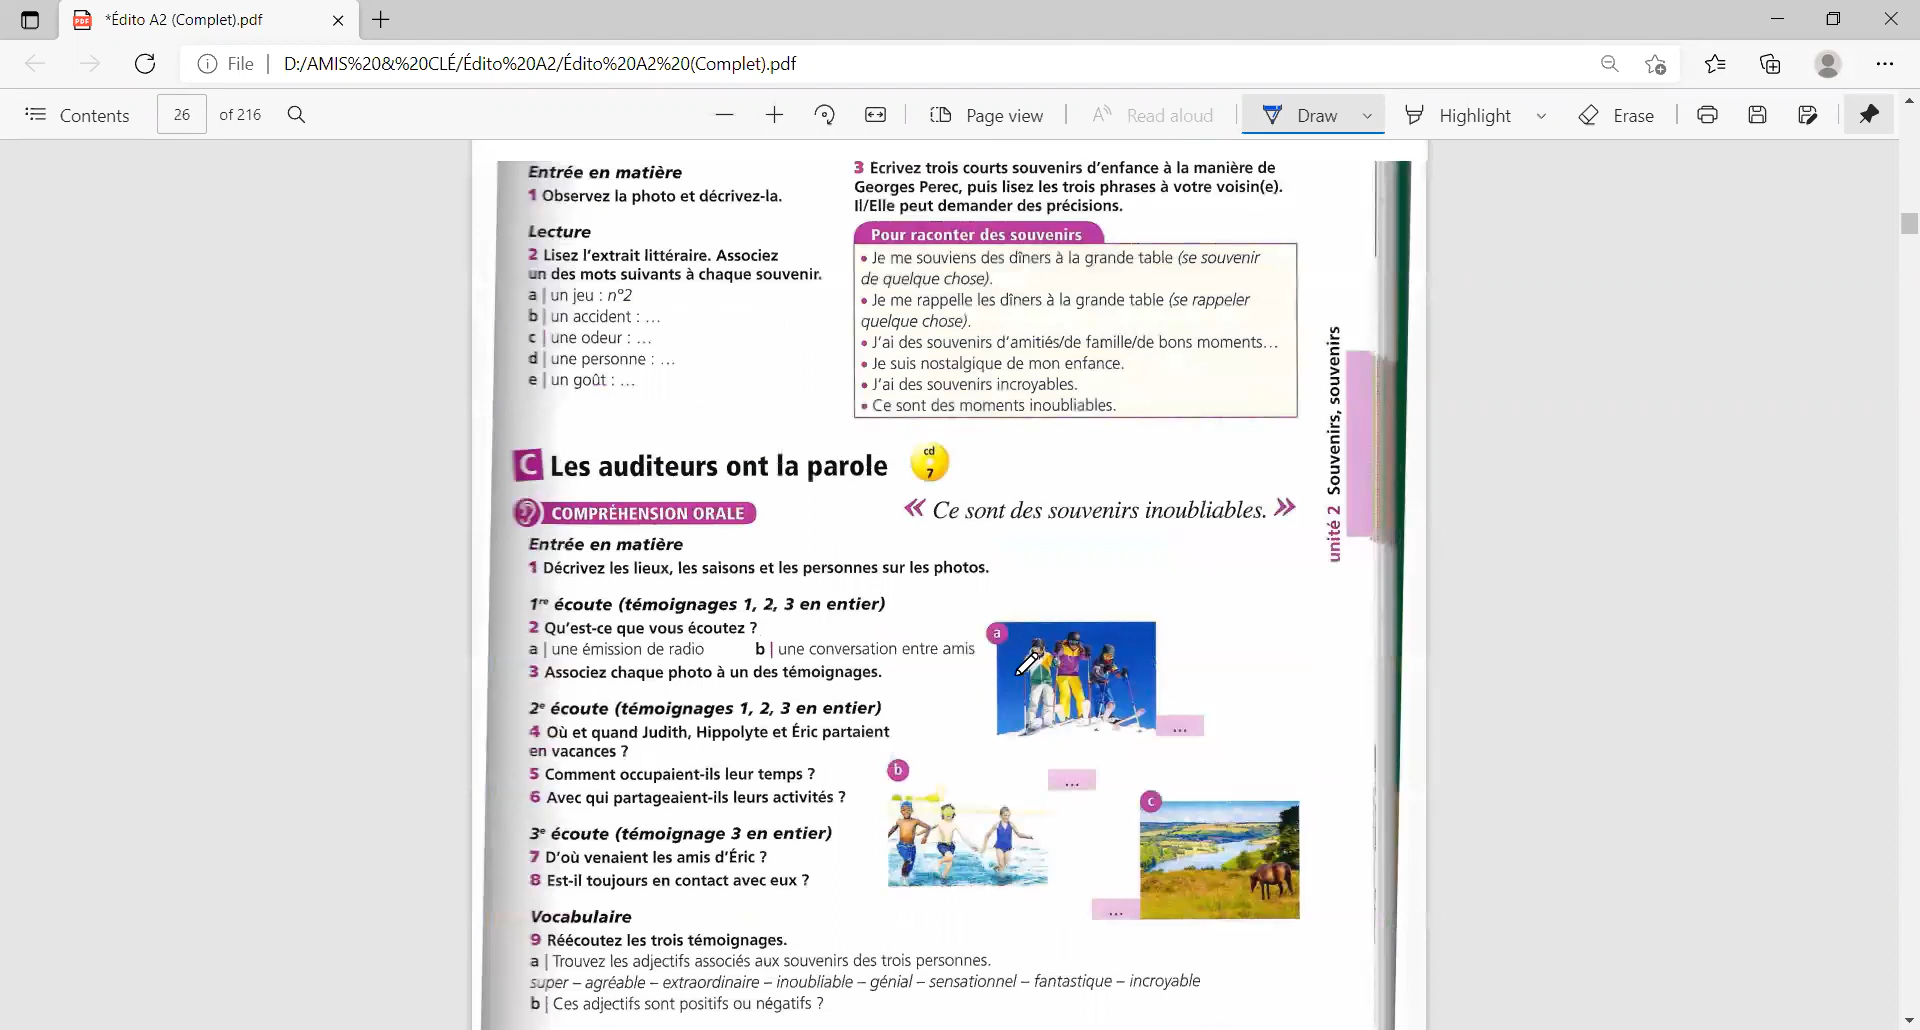 *Édito A2 (Complet).pdf
File D:/AMIS%20&%20CLÉ/Édito%20A2/Édito%20A2%20(Complet).pdf
Contents 26 of 216 Page view Read aloud Draw Highlight Erase
Entrée en matière
1 Observez la photo et décrivez-la.
Lecture
2 Lisez l'extrait littéraire. Associez
un des mots suivants à chaque souvenir.
a | un jeu : n°2
b | un accident : ...
c | une odeur : ...
d | une personne : ...
e | un goût : ...
3 Ecrivez trois courts souvenirs d'enfance à la manière de
Georges Perec, puis lisez les trois phrases à votre voisin(e).
Il/Elle peut demander des précisions.
Pour raconter des souvenirs
• Je me souviens des dîners à la grande table (se souvenir
de quelque chose).
• Je me rappelle les dîners à la grande table (se rappeler
quelque chose).
• J'ai des souvenirs d'amitiés/de famille/de bons moments...
• Je suis nostalgique de mon enfance.
• J'ai des souvenirs incroyables.
• Ce sont des moments inoubliables.
unité 2 Souvenirs, souvenirs
C Les auditeurs ont la parole
cd
7
COMPRÉHENSION ORALE
« Ce sont des souvenirs inoubliables. »
Entrée en matière
1 Décrivez les lieux, les saisons et les personnes sur les photos.
1re écoute (témoignages 1, 2, 3 en entier)
2 Qu'est-ce que vous écoutez ?
a | une émission de radio b | une conversation entre amis
3 Associez chaque photo à un des témoignages.
2e écoute (témoignages 1, 2, 3 en entier)
4 Où et quand Judith, Hippolyte et Éric partaient
en vacances ?
5 Comment occupaient-ils leur temps ?
6 Avec qui partageaient-ils leurs activités ?
3e écoute (témoignage 3 en entier)
7 D'où venaient les amis d'Éric ?
8 Est-il toujours en contact avec eux ?
a
...
b
...
c
...
Vocabulaire
9 Réécoutez les trois témoignages.
a | Trouvez les adjectifs associés aux souvenirs des trois personnes.
super – agréable – extraordinaire – inoubliable – génial – sensationnel – fantastique – incroyable
b | Ces adjectifs sont positifs ou négatifs ?